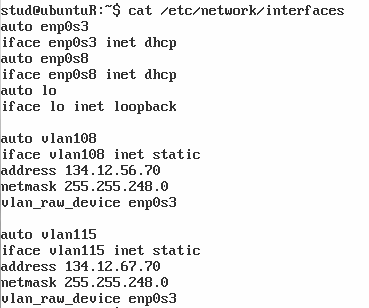 stud@ubuntuR:~$ cat /etc/network/interfaces
auto enp0s3
iface enp0s3 inet dhcp
auto enp0s8
iface enp0s8 inet dhcp
auto lo
iface lo inet loopback
auto vlan108
iface vlan108 inet static
address 134.12.56.70
netmask 255.255.248.0
vlan_raw_device enp0s3
auto vlan115
iface vlan115 inet static
address 134.12.67.70
netmask 255.255.248.0
vlan_raw_device enp0s3